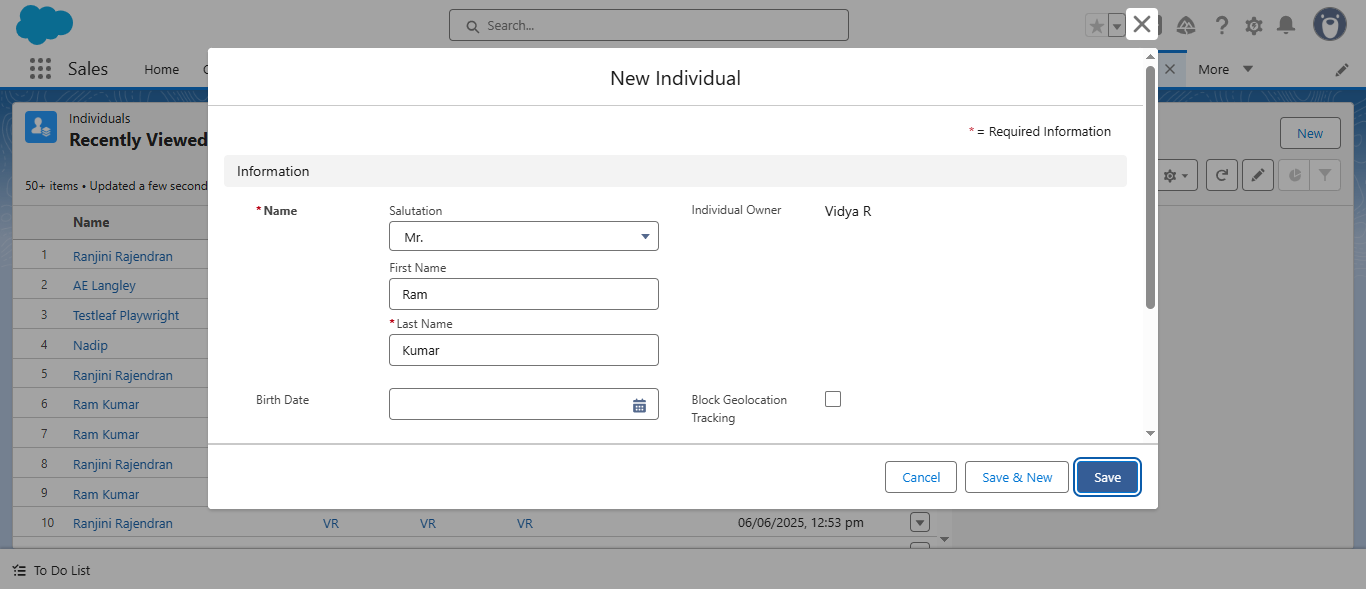 Search...
Sales
Home
More
Individuals
Recently Viewed
New
50+ items • Updated a few second
Name
1 Ranjini Rajendran
2 AE Langley
3 Testleaf Playwright
4 Nadip
5 Ranjini Rajendran
6 Ram Kumar
7 Ram Kumar
8 Ranjini Rajendran
9 Ram Kumar
10 Ranjini Rajendran VR VR VR 06/06/2025, 12:53 pm
New Individual
* = Required Information
Information
*Name
Salutation
Mr.
Individual Owner
Vidya R
First Name
Ram
*Last Name
Kumar
Birth Date
Block Geolocation
Tracking
Cancel
Save & New
Save
To Do List